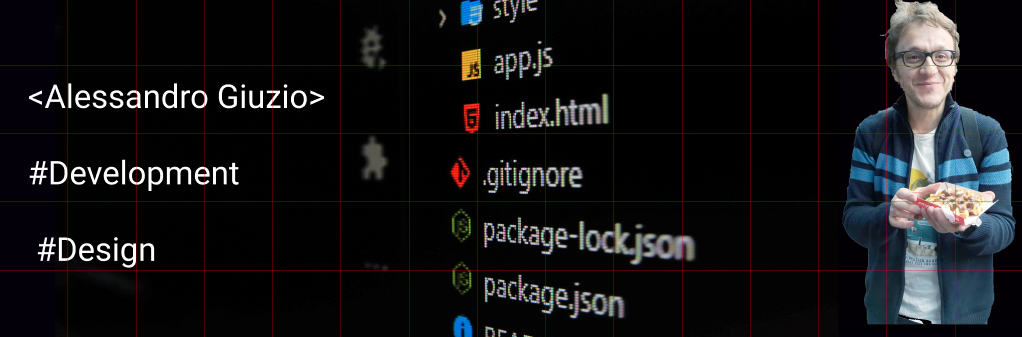 <Alessandro Giuzio>
#Development
#Design
style
app.js
index.html
.gitignore
package-lock.json
package.json